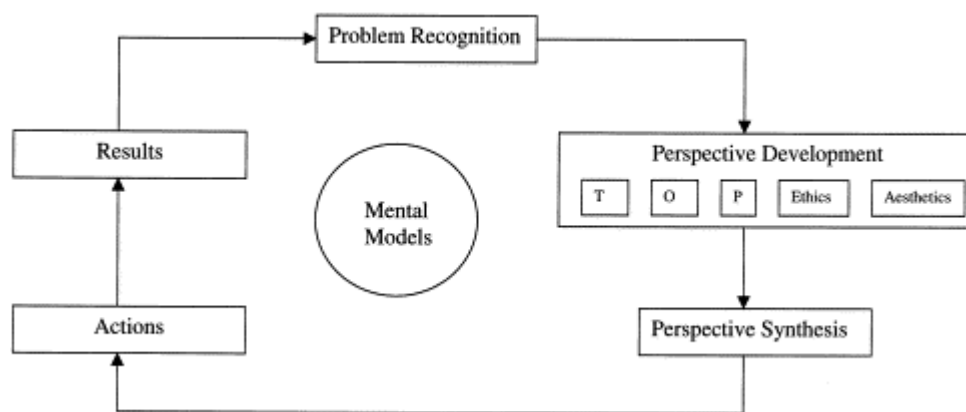 Problem Recognition
Results
Perspective Development
T O P Ethics Aesthetics
Mental
Models
Actions
Perspective Synthesis